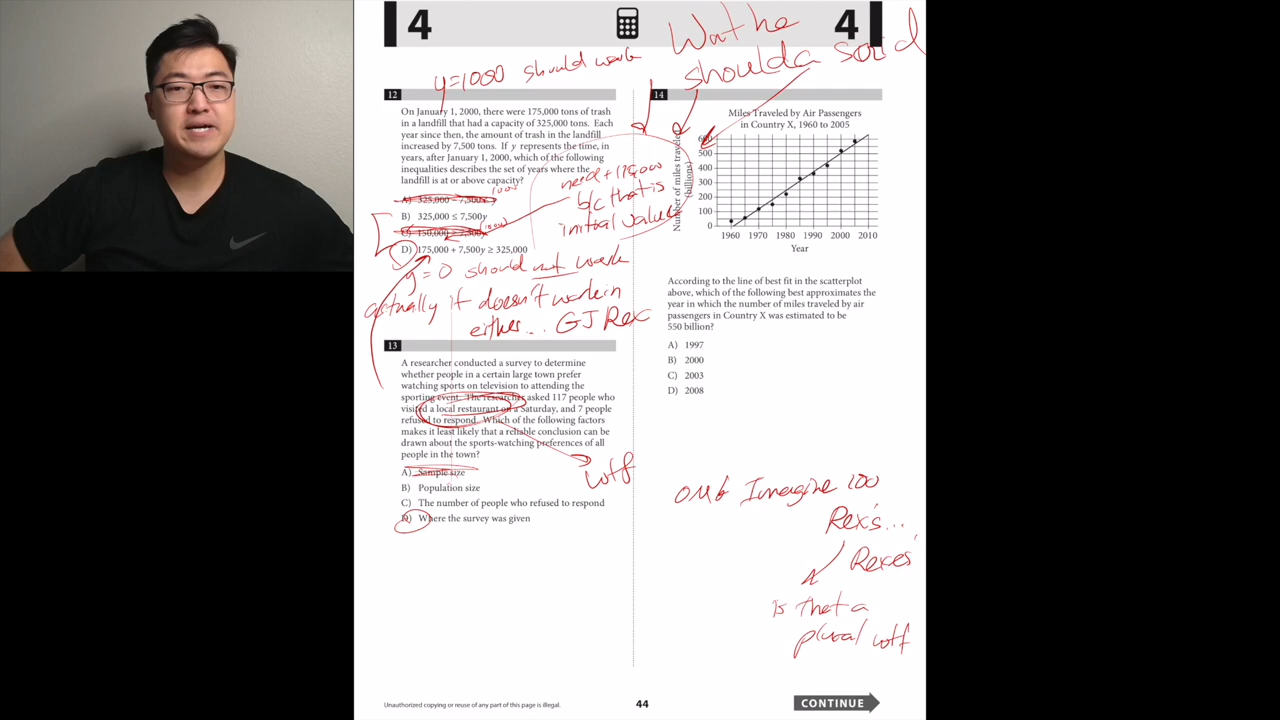 4
4
What he
shoulda said
y=1000 should work
12
On January 1, 2000, there were 175,000 tons of trash
in a landfill that had a capacity of 325,000 tons. Each
year since then, the amount of trash in the landfill
increased by 7,500 tons. If y represents the time, in
years, after January 1, 2000, which of the following
inequalities describes the set of years where the
landfill is at or above capacity?
1000
A) 325,000 − 7,500
B) 325,000 ≤ 7,500y
1000
C) 150,000 ≥ 7,500y
D) 175,000 + 7,500y ≥ 325,000
need +175,000
b/c that is
initial value
y = 0 should not work
actually it doesn't work in
either... GJ Rex
13
A researcher conducted a survey to determine
whether people in a certain large town prefer
watching sports on television to attending the
sporting event. The researcher asked 117 people who
visited a local restaurant on a Saturday, and 7 people
refused to respond. Which of the following factors
makes it least likely that a reliable conclusion can be
drawn about the sports-watching preferences of all
people in the town?
wtf
A) Sample size
B) Population size
C) The number of people who refused to respond
D) Where the survey was given
14
Miles Traveled by Air Passengers
in Country X, 1960 to 2005
Number of miles traveled
(billions)
600
500
400
300
200
100
0
1960 1970 1980 1990 2000 2010
Year
According to the line of best fit in the scatterplot
above, which of the following best approximates the
year in which the number of miles traveled by air
passengers in Country X was estimated to be
550 billion?
A) 1997
B) 2000
C) 2003
D) 2008
Imagine 100
Rex's...
Rexes'
is that a
plural wtf
Unauthorized copying or reuse of any part of this page is illegal.
44
CONTINUE